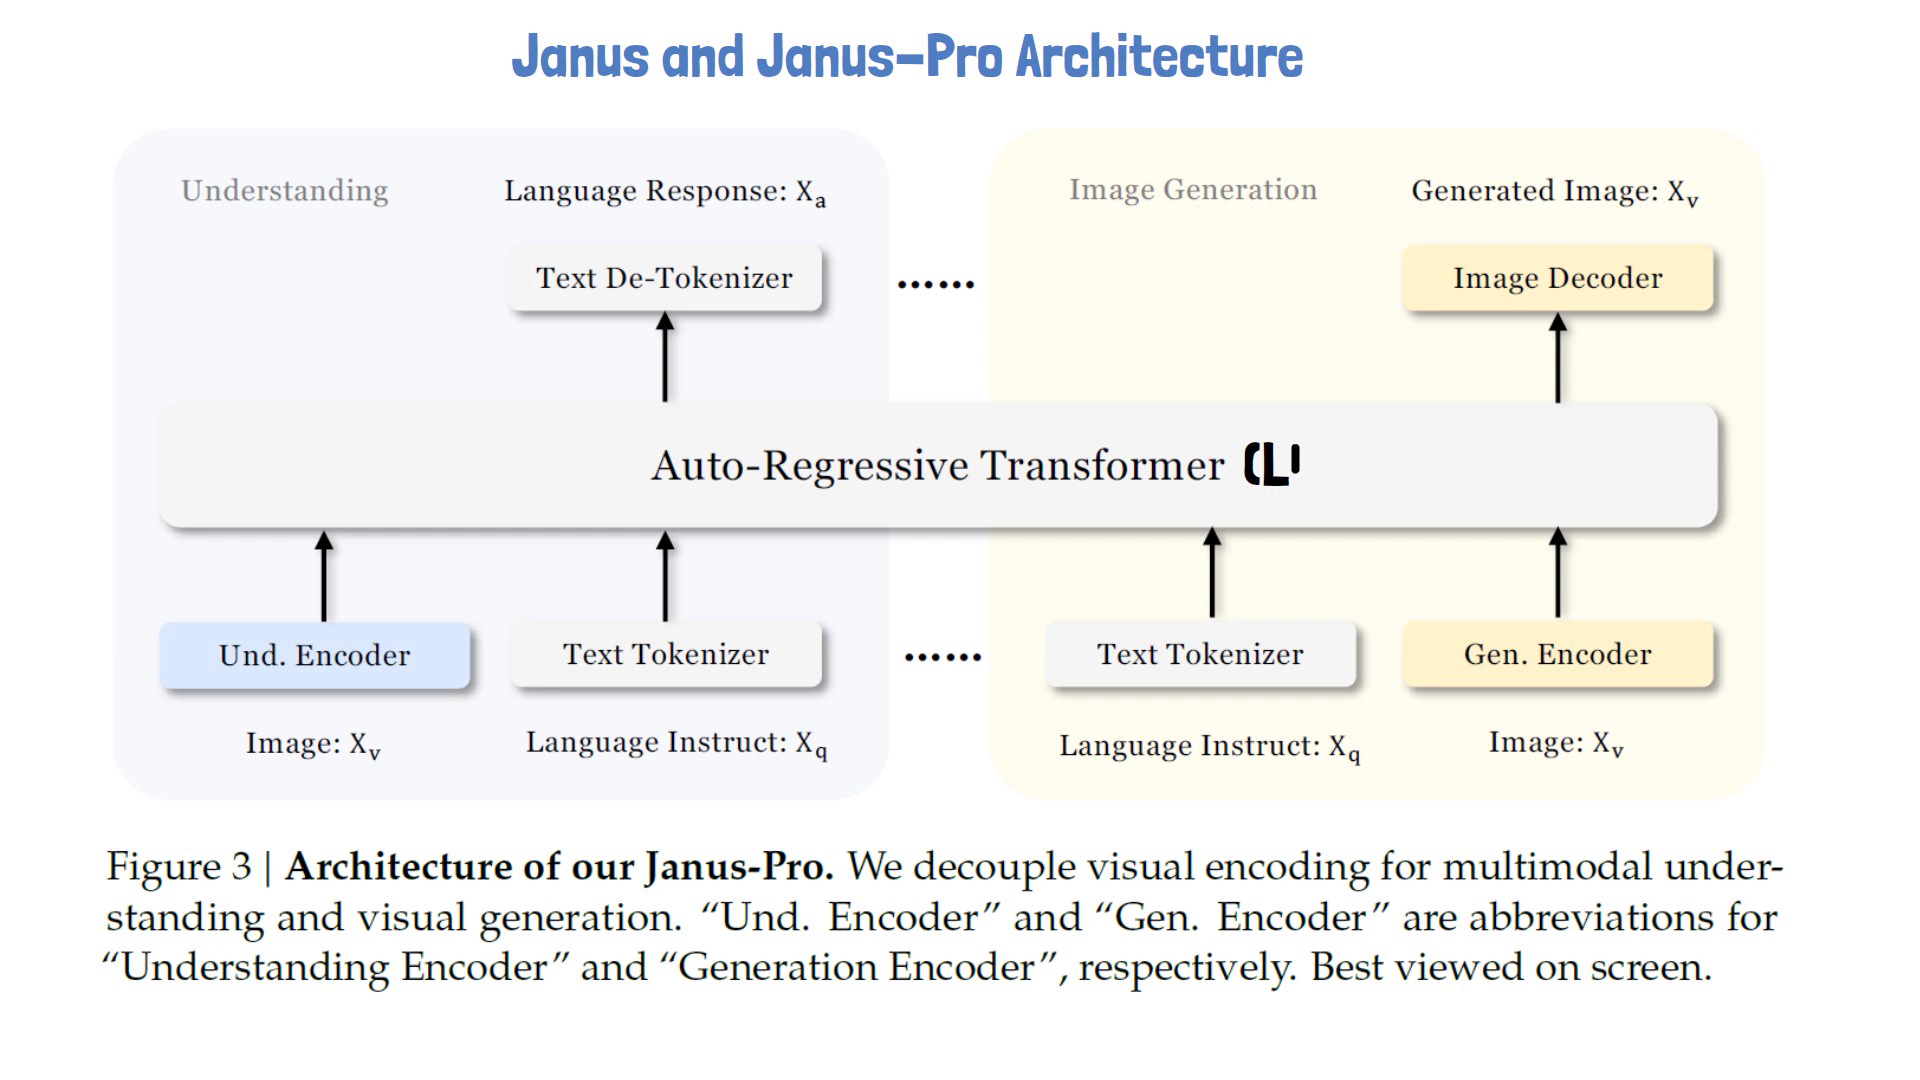 Janus and Janus-Pro Architecture
Understanding
Language Response: Xa
Image Generation
Generated Image: Xv
Text De-Tokenizer
......
Image Decoder
Auto-Regressive Transformer (L
Und. Encoder
Text Tokenizer
......
Text Tokenizer
Gen. Encoder
Image: Xv
Language Instruct: Xq
Language Instruct: Xq
Image: Xv
Figure 3 | Architecture of our Janus-Pro. We decouple visual encoding for multimodal under-
standing and visual generation. “Und. Encoder” and “Gen. Encoder” are abbreviations for
“Understanding Encoder” and “Generation Encoder”, respectively. Best viewed on screen.